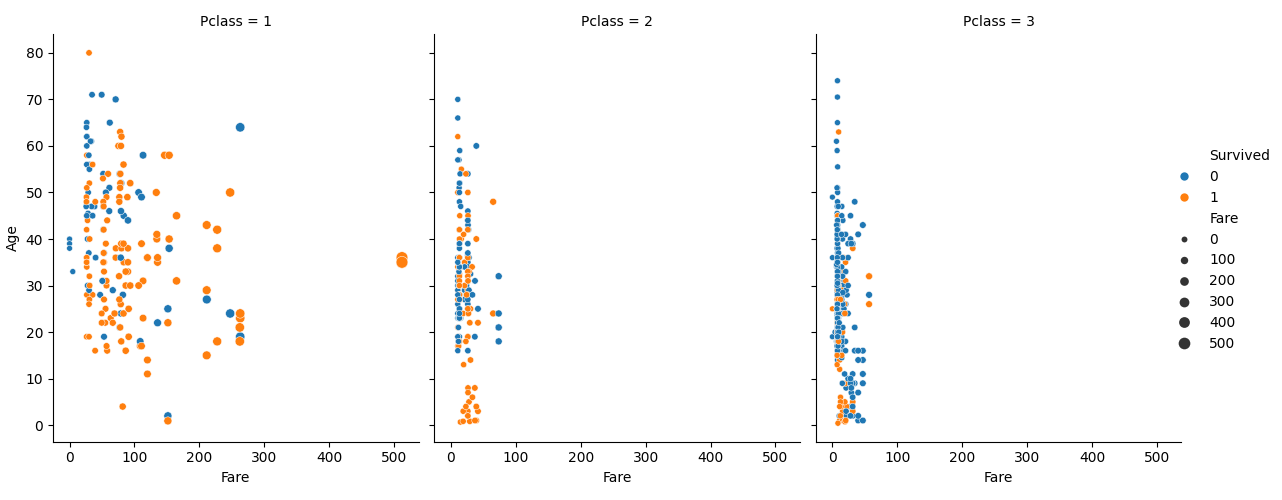 Pclass = 1
Pclass = 2
Pclass = 3
Age
80
70
60
50
40
30
20
10
0
0 100 200 300 400 500
Fare
0 100 200 300 400 500
Fare
0 100 200 300 400 500
Fare
Survived
0
1
Fare
0
100
200
300
400
500